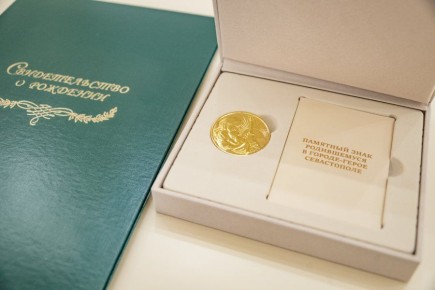 Свидетельство
о рождении
ПАМЯТНЫЙ ЗНАК
РОДИВШЕМУСЯ
В ГОРОДЕ-ГЕРОЕ
СЕВАСТОПОЛЕ